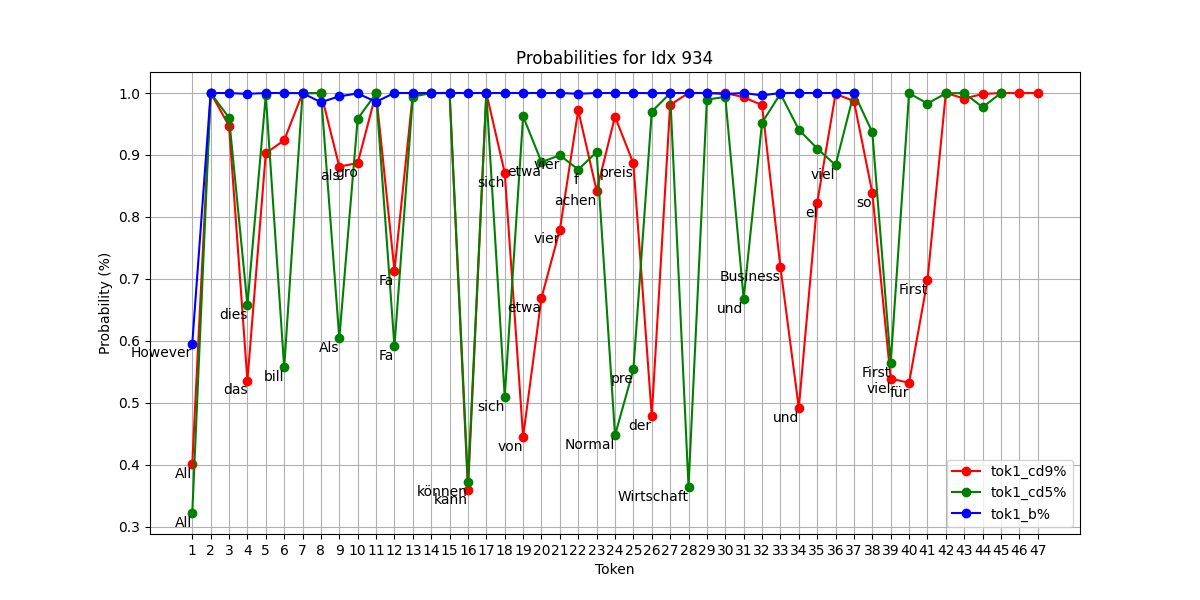 Probabilities for Idx 934
Probability (%)
1.0
0.9
0.8
0.7
0.6
0.5
0.4
0.3
However
All
All
dies
das
bill
als
gro
Als
Fa
Fa
können
kann
sich
sich
etwa
vier
von
etwa
vier
f
achen
preis
Normal
pre
der
Wirtschaft
Business
und
und
viel
er
so
First
viel
für
First
tok1_cd9%
tok1_cd5%
tok1_b%
1 2 3 4 5 6 7 8 9 10 11 12 13 14 15 16 17 18 19 20 21 22 23 24 25 26 27 28 29 30 31 32 33 34 35 36 37 38 39 40 41 42 43 44 45 46 47
Token